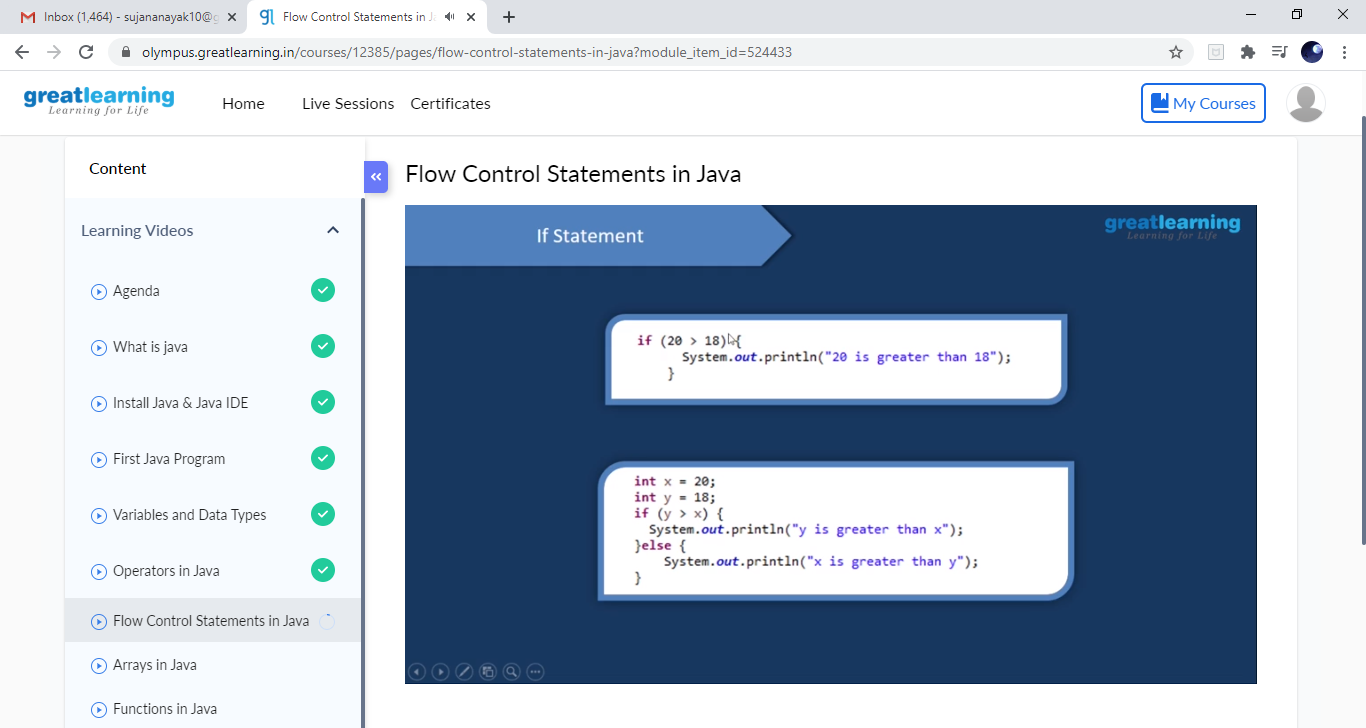 Inbox (1,464) - sujananayak10@g
Flow Control Statements in Ja
olympus.greatlearning.in/courses/12385/pages/flow-control-statements-in-java?module_item_id=524433
greatlearning
Learning for Life
Home
Live Sessions
Certificates
My Courses
Content
Learning Videos
Agenda
What is java
Install Java & Java IDE
First Java Program
Variables and Data Types
Operators in Java
Flow Control Statements in Java
Arrays in Java
Functions in Java
Flow Control Statements in Java
If Statement
greatlearning
Learning for Life
if (20 > 18) {
System.out.println("20 is greater than 18");
}
int x = 20;
int y = 18;
if (y > x) {
System.out.println("y is greater than x");
}else {
System.out.println("x is greater than y");
}